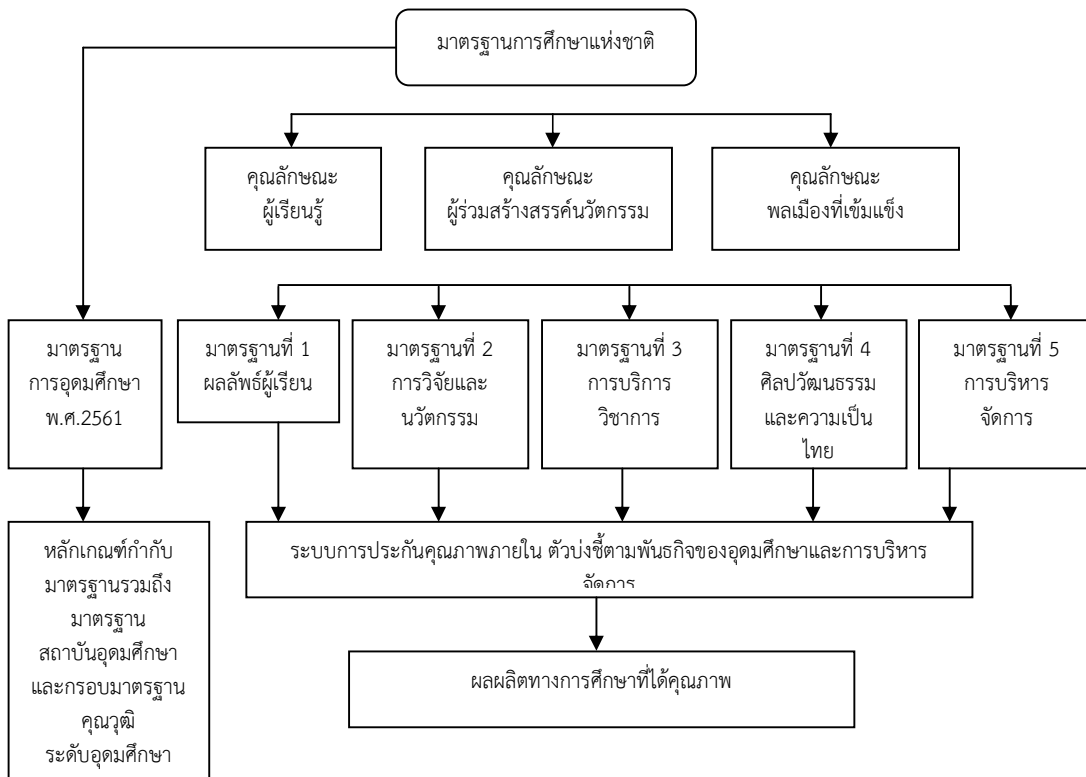 มาตรฐานการศึกษาแห่งชาติ
คุณลักษณะ
ผู้เรียนรู้
คุณลักษณะ
ผู้ร่วมสร้างสรรค์นวัตกรรม
คุณลักษณะ
พลเมืองที่เข้มแข็ง
มาตรฐาน
การอุดมศึกษา
พ.ศ.2561
มาตรฐานที่ 1
ผลลัพธ์ผู้เรียน
มาตรฐานที่ 2
การวิจัยและ
นวัตกรรม
มาตรฐานที่ 3
การบริการ
วิชาการ
มาตรฐานที่ 4
ศิลปวัฒนธรรม
และความเป็น
ไทย
มาตรฐานที่ 5
การบริหาร
จัดการ
หลักเกณฑ์กำกับ
มาตรฐานรวมถึง
มาตรฐาน
สถาบันอุดมศึกษา
และกรอบมาตรฐาน
คุณวุฒิ
ระดับอุดมศึกษา
ระบบการประกันคุณภาพภายใน ตัวบ่งชี้ตามพันธกิจของอุดมศึกษาและการบริหาร
จัดการ
ผลผลิตทางการศึกษาที่ได้คุณภาพ